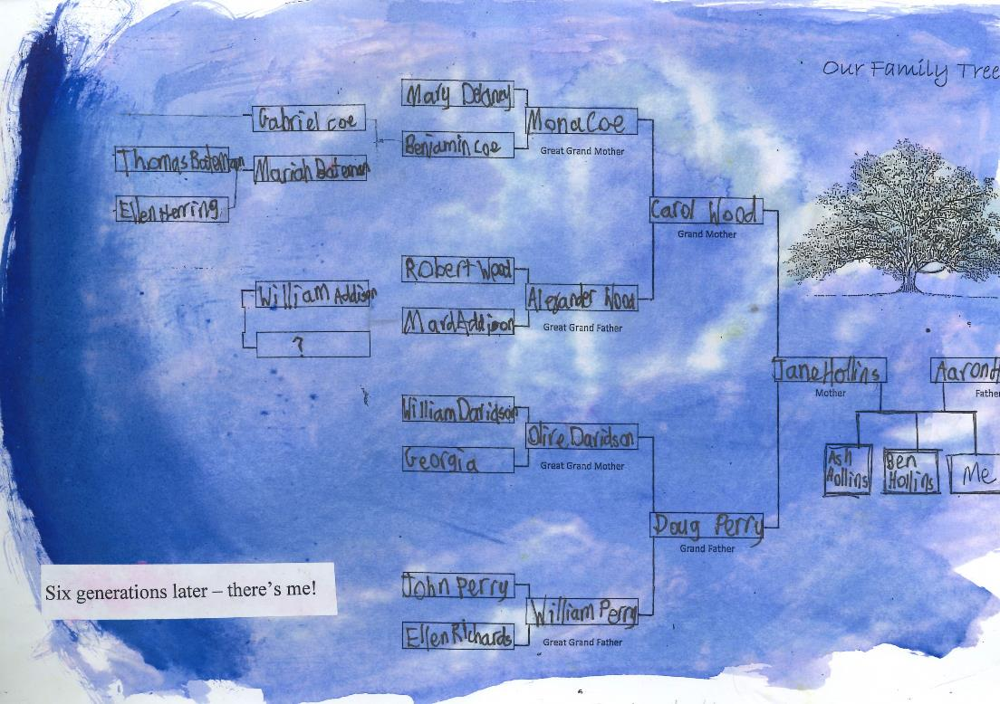 Our Family Tree
Mary Delaney
Gabriel coe
Mona Coe
Benjamin coe
Great Grand Mother
Thomas Bateman
Mariah Bateman
Ellen Herring
Carol Wood
Grand Mother
Robert Wood
William Addison
Alexander Wood
Addison
Great Grand Father
?
Jane Hollins
Aaron H
Mother
Father
William Davidson
Olive Davidson
Georgia
Great Grand Mother
Ash
Hollins
Ben
Hollins
Me
Doug Perry
Grand Father
John Perry
Six generations later – there's me!
William Perry
Ellen Richards
Great Grand Father